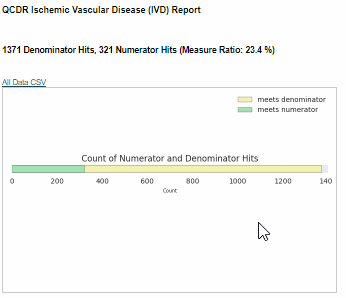 QCDR Ischemic Vascular Disease (IVD) Report
1371 Denominator Hits, 321 Numerator Hits (Measure Ratio: 23.4 %)
All Data CSV
meets denominator
meets numerator
Count of Numerator and Denominator Hits
0 200 400 600 800 1000 1200 140
Count